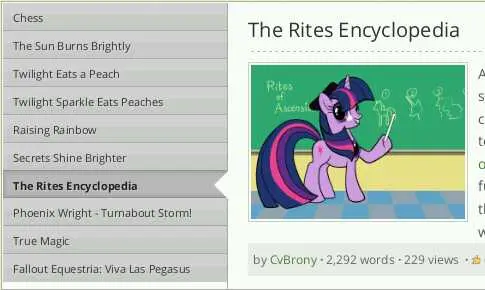 Chess
The Sun Burns Brightly
Twilight Eats a Peach
Twilight Sparkle Eats Peaches
Raising Rainbow
Secrets Shine Brighter
The Rites Encyclopedia
Phoenix Wright - Turnabout Storm!
True Magic
Fallout Equestria: Viva Las Pegasus
The Rites Encyclopedia
Rites
of
Ascensi
by CvBrony · 2,292 words · 229 views ·